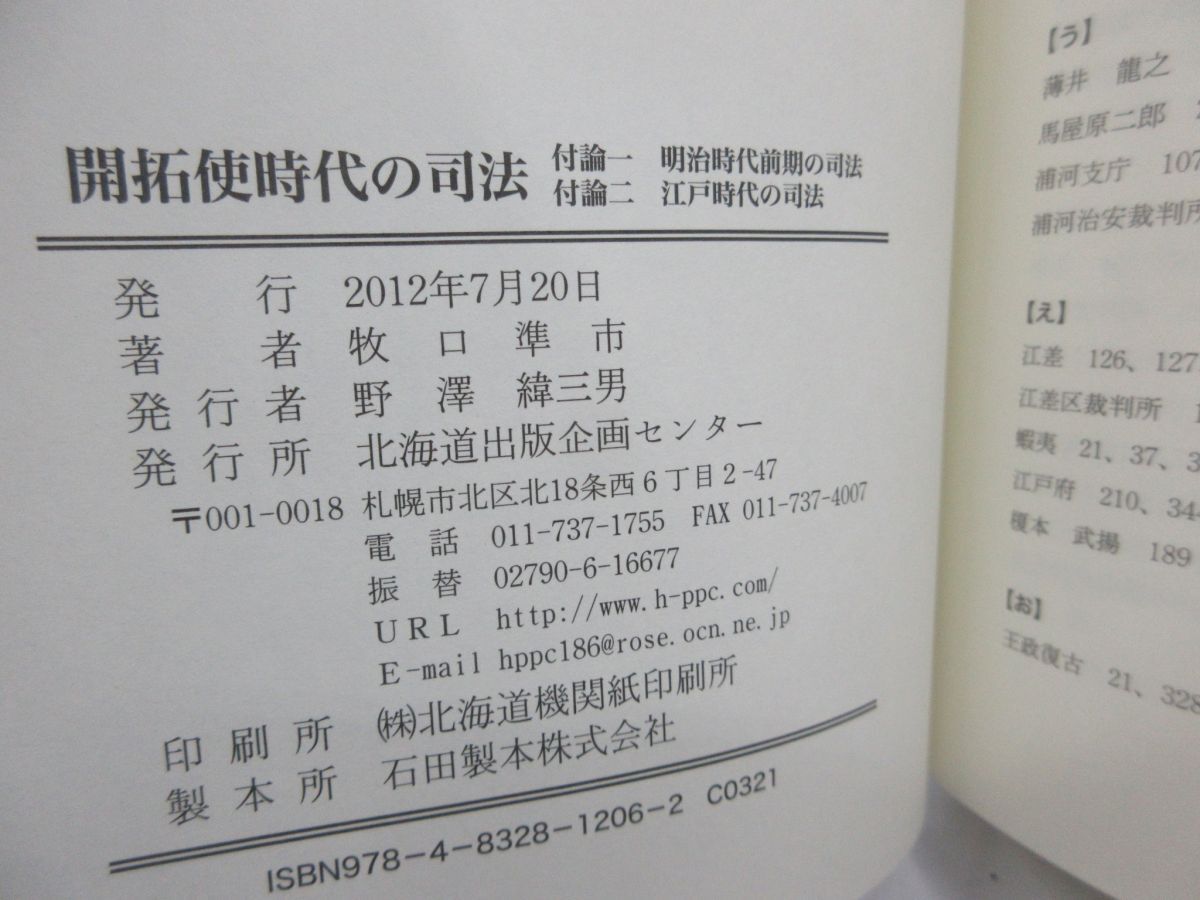 開拓使時代の司法
付論一 明治時代前期の司法
付論二 江戸時代の司法
発行 2012年7月20日
著者 牧口準市
発行者 野澤緯三男
発行所 北海道出版企画センター
〒001-0018 札幌市北区北18条西6丁目2-47
電話 011-737-1755 FAX 011-737-4007
振替 02790-6-16677
URL http://www.h-ppc.com/
E-mail hppc186@rose.ocn.ne.jp
印刷所 ㈱北海道機関紙印刷所
製本所 石田製本株式会社
ISBN978-4-8328-1206-2 C0321
【う】
薄井 龍之
馬屋原二郎
浦河支庁 107
浦河治安裁判所
【え】
江差 126、127
江差区裁判所
蝦夷 21、37、3
江戸府 210、34
榎本 武揚 189
【お】
王政復古 21、328